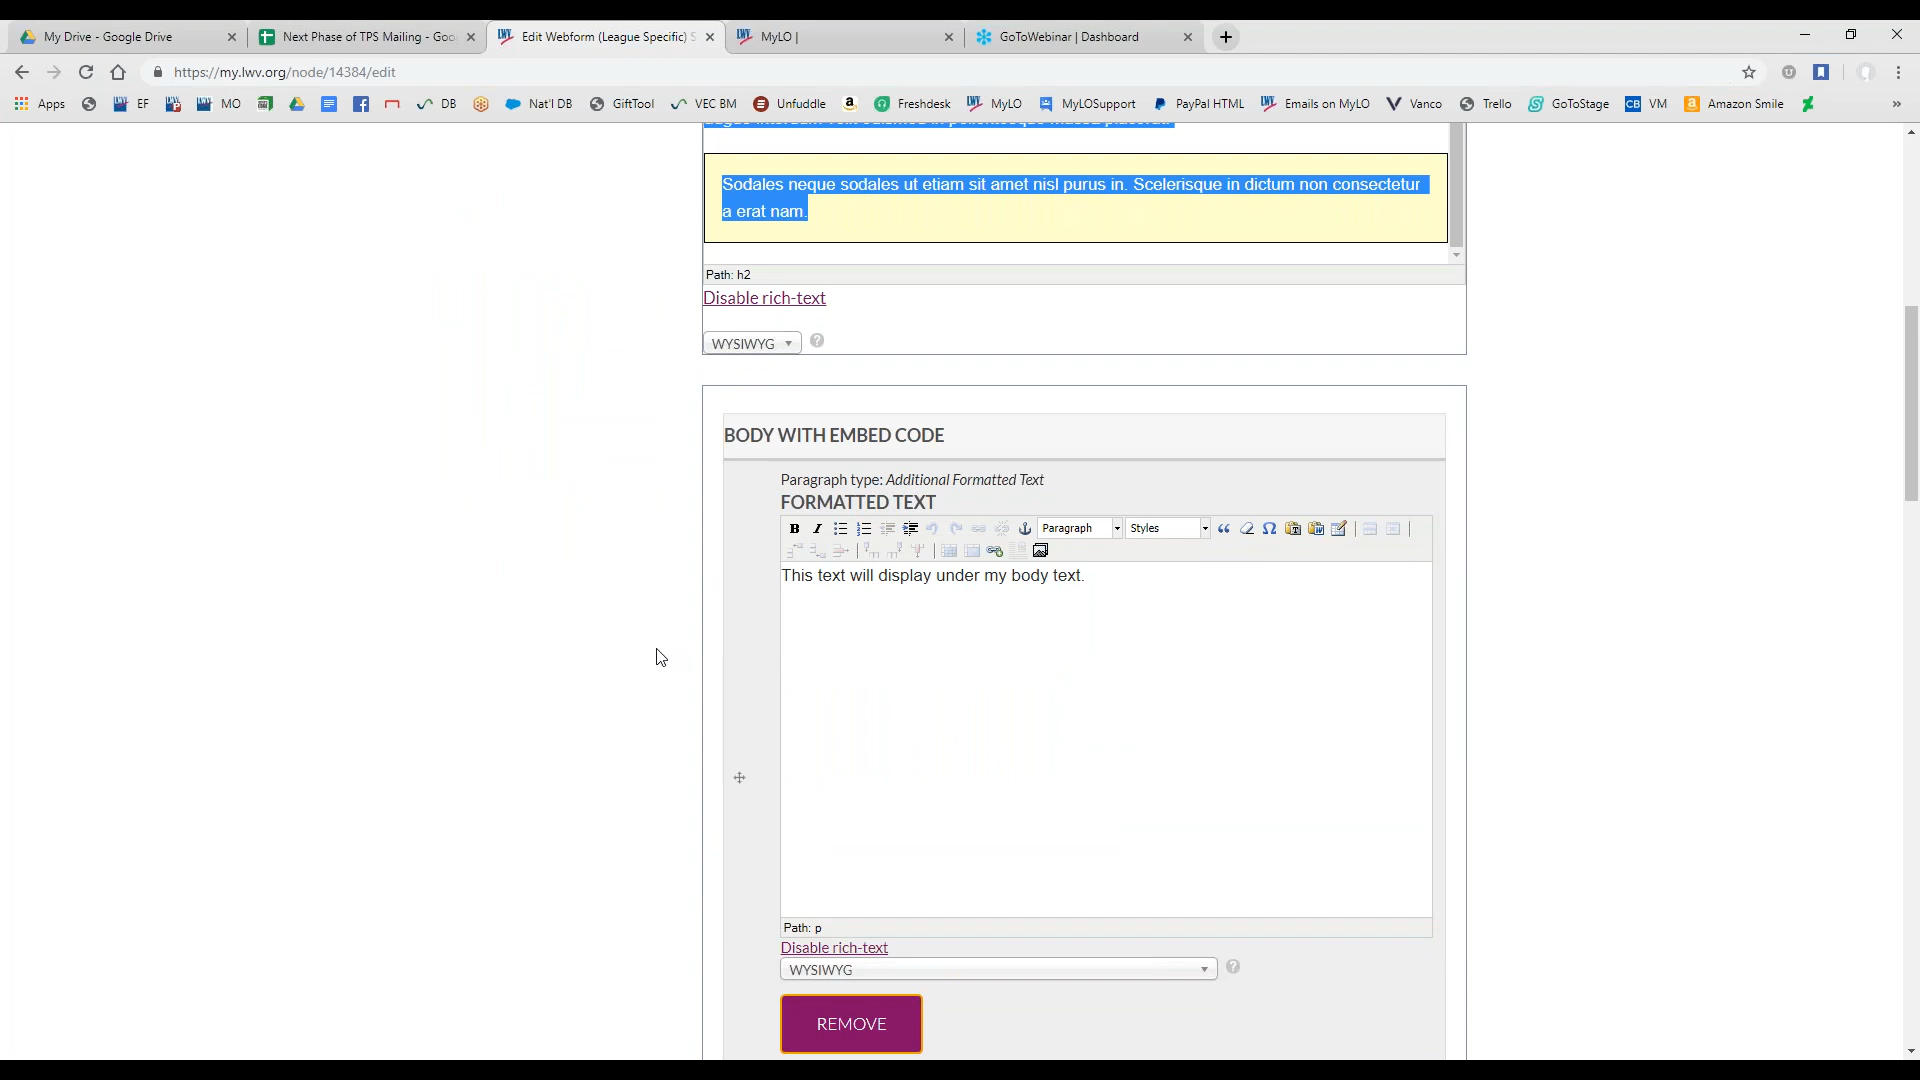 My Drive - Google Drive
Next Phase of TPS Mailing - Goo
Edit Webform (League Specific) S
MyLO |
GoToWebinar | Dashboard
https://my.lwv.org/node/14384/edit
Apps EF MO DB Nat'l DB GiftTool VEC BM Unfuddle Freshdesk MyLO MyLOSupport PayPal HTML Emails on MyLO Vanco Trello GoToStage VM Amazon Smile
Sodales neque sodales ut etiam sit amet nisl purus in. Scelerisque in dictum non consectetur
a erat nam.
Path: h2
Disable rich-text
WYSIWYG
BODY WITH EMBED CODE
Paragraph type: Additional Formatted Text
FORMATTED TEXT
Paragraph Styles
This text will display under my body text.
Path: p
Disable rich-text
WYSIWYG
REMOVE